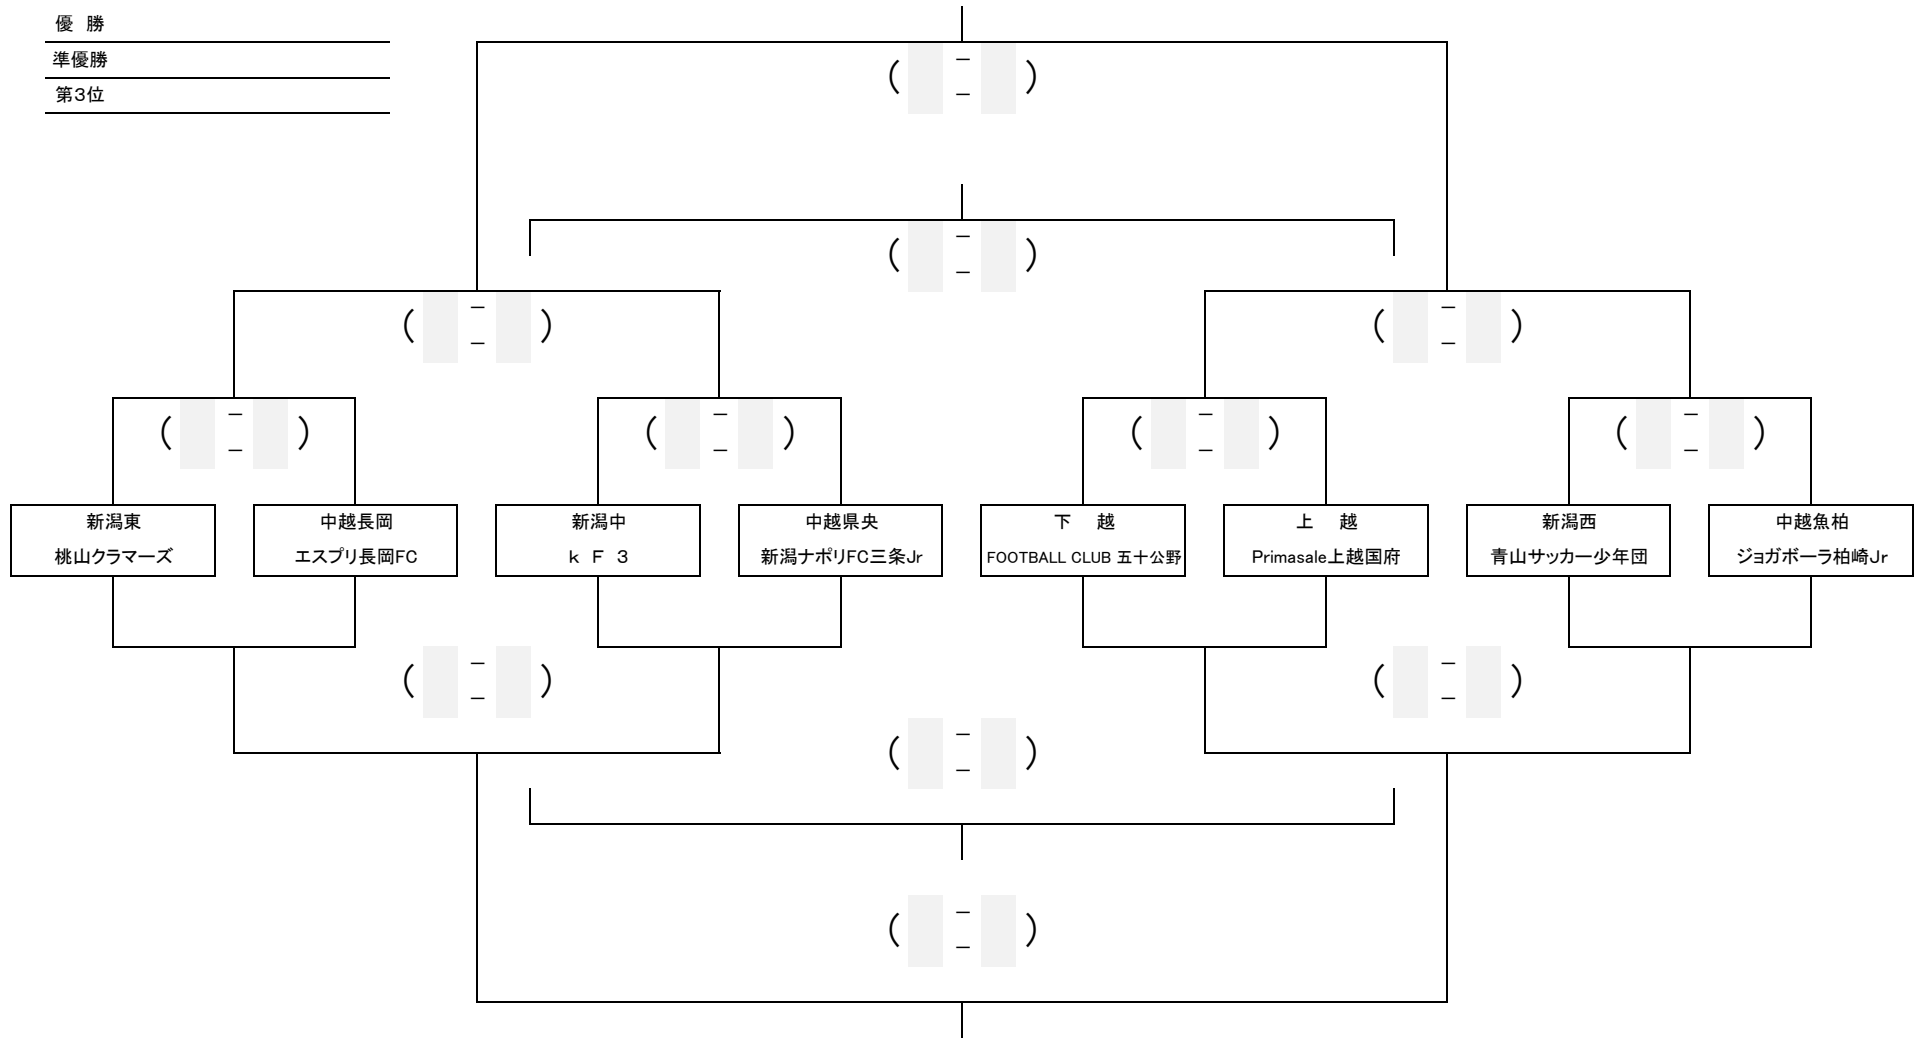 優 勝
準優勝
第3位
( － )
－
( － )
－
( － ) ( － )
－ －
( － ) ( － ) ( － ) ( － )
－ － － －
新潟東 中越長岡 新潟中 中越県央 下 越 上 越 新潟西 中越魚柏
桃山クラマーズ エスプリ長岡FC k F 3 新潟ナポリFC三条Jr FOOTBALL CLUB 五十公野 Primasale上越国府 青山サッカー少年団 ジョガボーラ柏崎Jr
( － ) ( － )
－ －
( － )
－
( － )
－